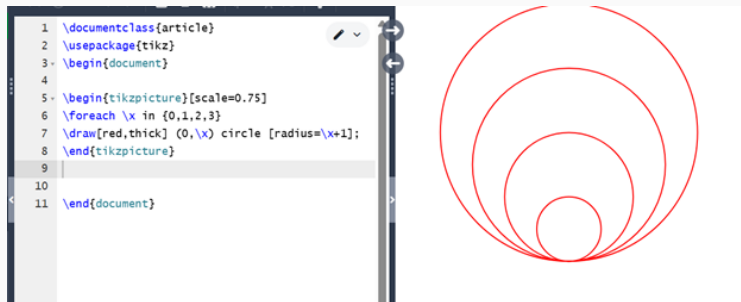 1 \documentclass{article}
2 \usepackage{tikz}
3 \begin{document}
4
5 \begin{tikzpicture}[scale=0.75]
6 \foreach \x in {0,1,2,3}
7 \draw[red,thick] (0,\x) circle [radius=\x+1];
8 \end{tikzpicture}
9
10
11 \end{document}